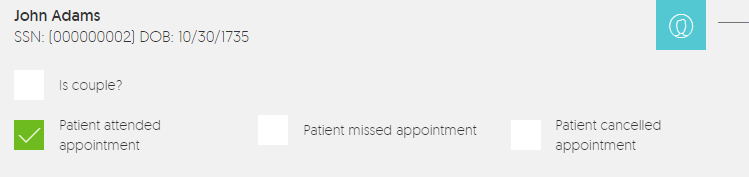 John Adams
SSN: (000000002) DOB: 10/30/1735
Is couple?
Patient attended
appointment
Patient missed appointment
Patient cancelled
appointment